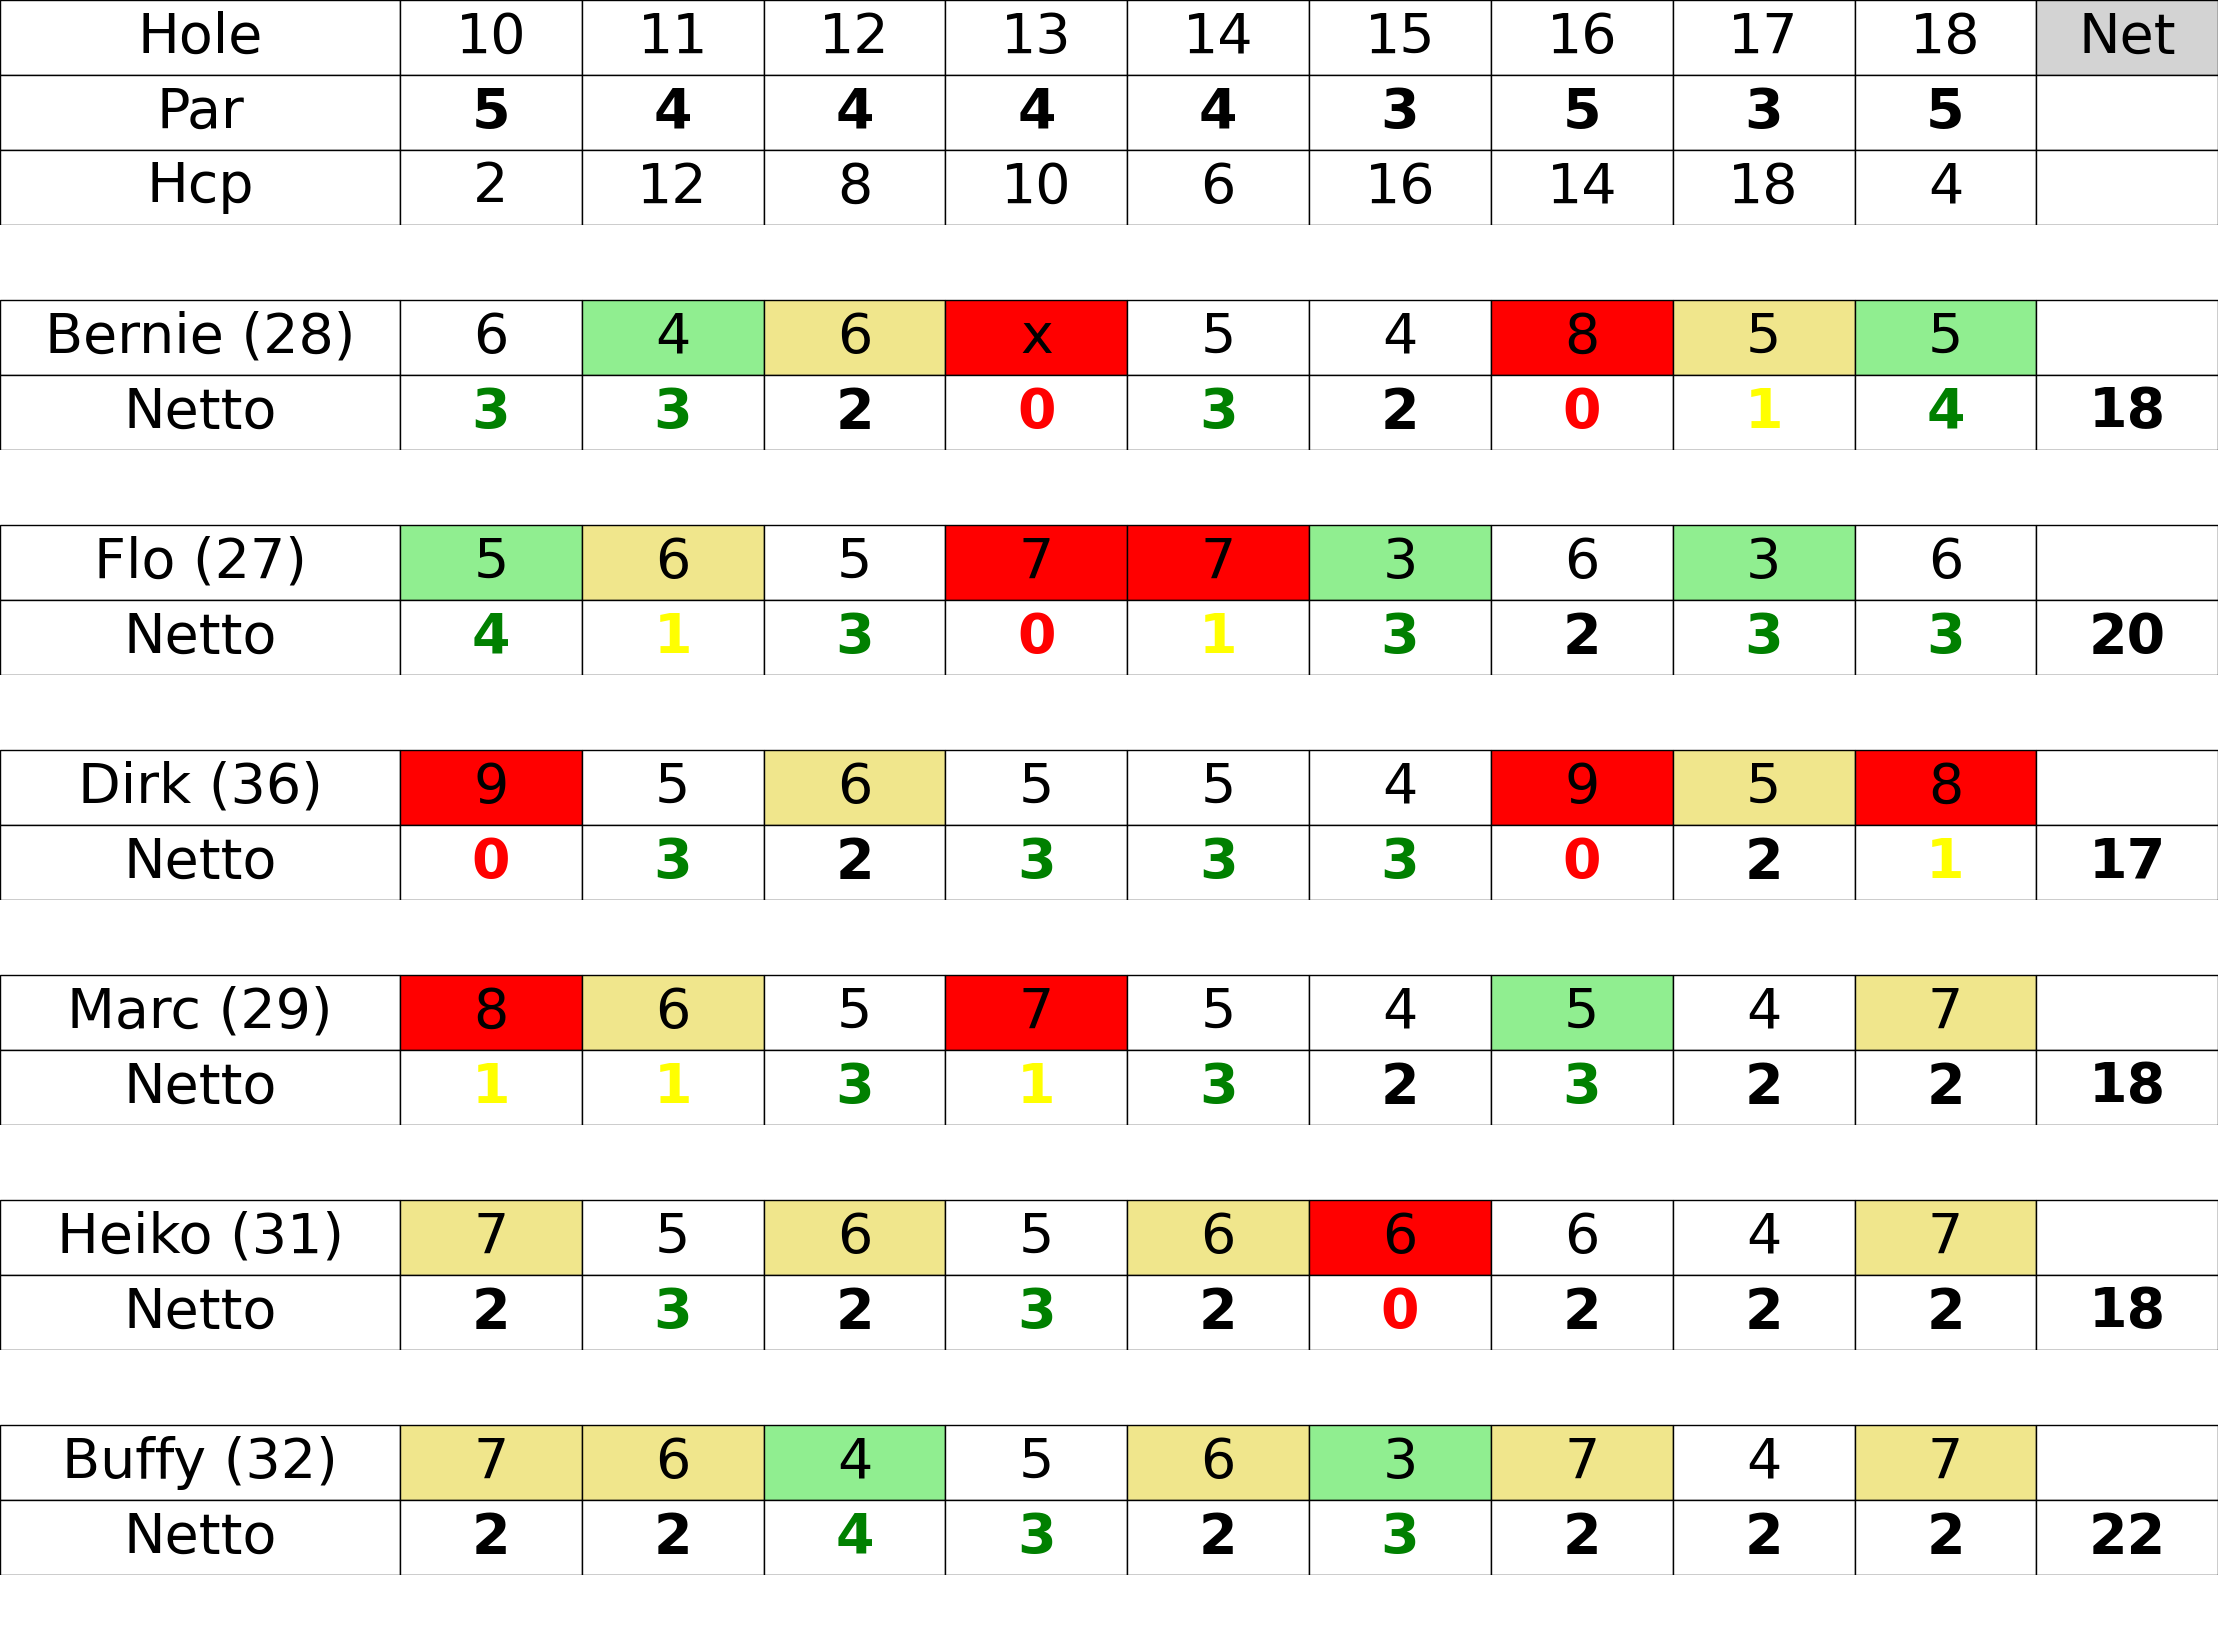 Hole 10 11 12 13 14 15 16 17 18 Net
Par 5 4 4 4 4 3 5 3 5
Hcp 2 12 8 10 6 16 14 18 4
Bernie (28) 6 4 6 x 5 4 8 5 5
Netto 3 3 2 0 3 2 0 1 4 18
Flo (27) 5 6 5 7 7 3 6 3 6
Netto 4 1 3 0 1 3 2 3 3 20
Dirk (36) 9 5 6 5 5 4 9 5 8
Netto 0 3 2 3 3 3 0 2 1 17
Marc (29) 8 6 5 7 5 4 5 4 7
Netto 1 1 3 1 3 2 3 2 2 18
Heiko (31) 7 5 6 5 6 6 6 4 7
Netto 2 3 2 3 2 0 2 2 2 18
Buffy (32) 7 6 4 5 6 3 7 4 7
Netto 2 2 4 3 2 3 2 2 2 22